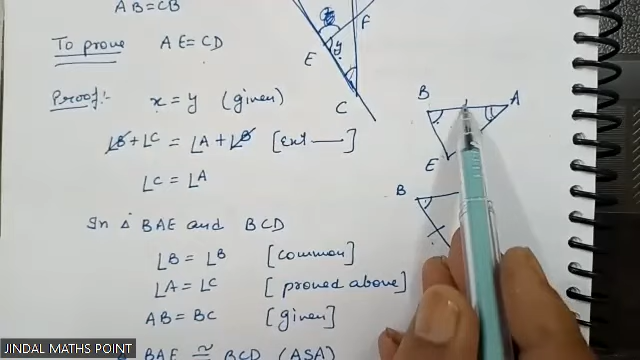 AB=CB
To prove AE=CD
Proof:- x = y (given)
∠B + ∠C = ∠A + ∠B [ext ——]
∠C = ∠A
In △ BAE and BCD
∠B = ∠B [common]
∠A = ∠C [proved above]
AB = BC [given]
BAE ≅ BCD (ASA)
E
F
y
C
B
A
E
B
JINDAL MATHS POINT